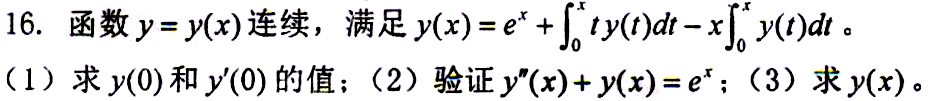 16. 函数 y = y(x) 连续，满足 y(x) = e^x + ∫_0^x t y(t)dt − x∫_0^x y(t)dt 。
（1）求 y(0) 和 y′(0) 的值；（2）验证 y″(x) + y(x) = e^x；（3）求 y(x)。